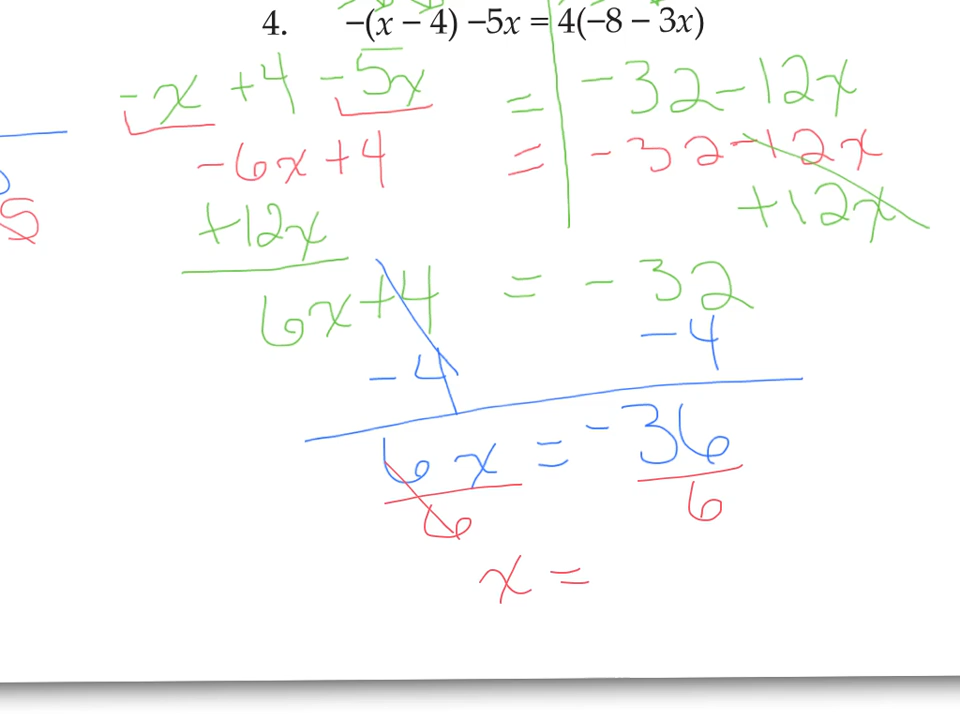 4. –(x – 4) –5x = 4(–8 – 3x)
-x +4 -5x = -32-12x
-6x+4 = -32-12x
5
+12x +12x
6x+4 = -32
-4 -4
6x = -36
6 6
x =